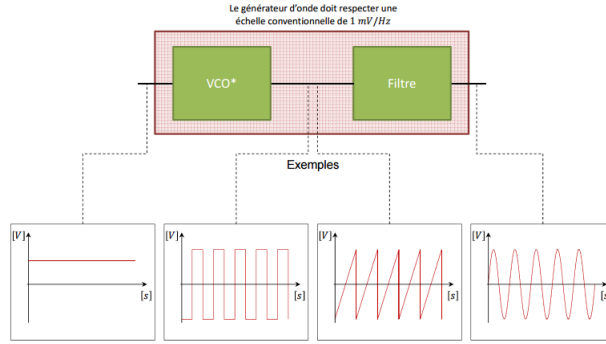 Le générateur d'onde doit respecter une
échelle conventionnelle de 1 mV/Hz
VCO*
Filtre
Exemples
[V]
[V]
[V]
[V]
[s]
[s]
[s]
[s]